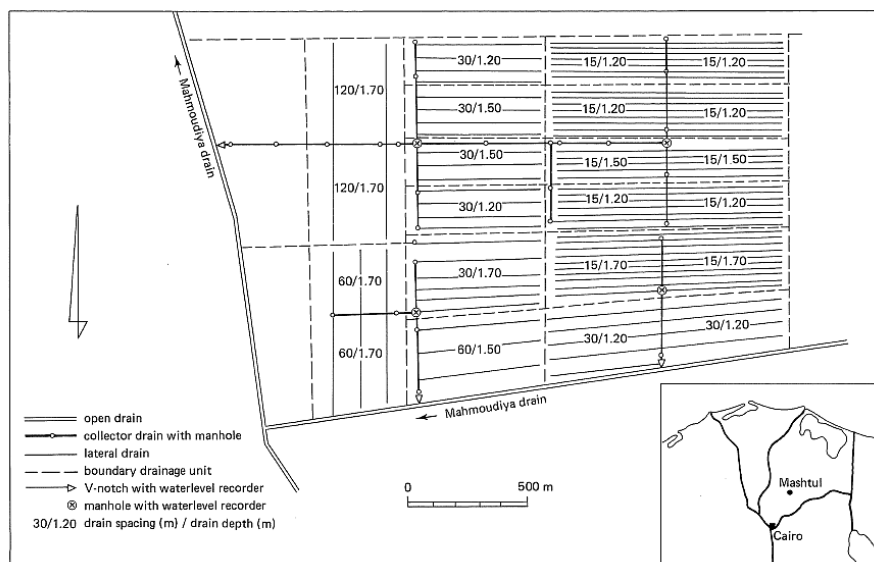 30/1.20
15/1.20
15/1.20
120/1.70
30/1.50
15/1.20
15/1.20
Mahmoudiya drain
30/1.50
15/1.50
15/1.50
120/1.70
30/1.20
15/1.20
15/1.20
60/1.70
30/1.70
15/1.70
15/1.70
60/1.70
60/1.50
30/1.20
30/1.20
Mahmoudiya drain
open drain
collector drain with manhole
lateral drain
boundary drainage unit
V-notch with waterlevel recorder
manhole with waterlevel recorder
30/1.20 drain spacing (m) / drain depth (m)
0 500 m
Mashtul
Cairo